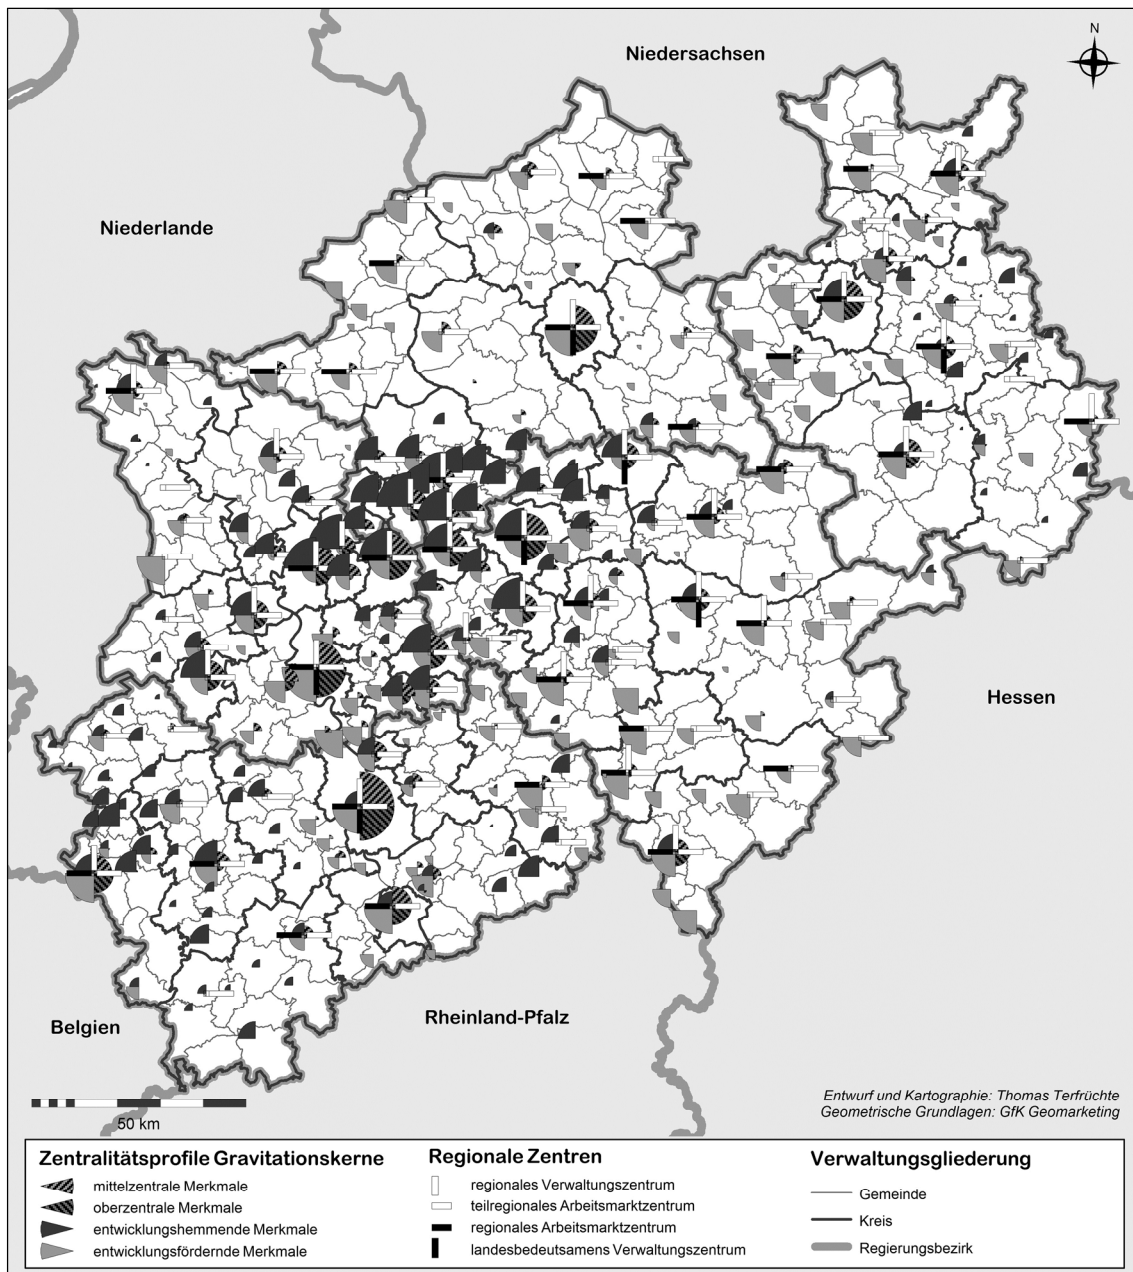 N
Niedersachsen
Niederlande
Hessen
Belgien
Rheinland-Pfalz
Entwurf und Kartographie: Thomas Terfrüchte
Geometrische Grundlagen: GfK Geomarketing
50 km
Zentralitätsprofile Gravitationskerne
mittelzentrale Merkmale
oberzentrale Merkmale
entwicklungshemmende Merkmale
entwicklungsfördernde Merkmale
Regionale Zentren
regionales Verwaltungszentrum
teilregionales Arbeitsmarktzentrum
regionales Arbeitsmarktzentrum
landesbedeutsamens Verwaltungszentrum
Verwaltungsgliederung
Gemeinde
Kreis
Regierungsbezirk